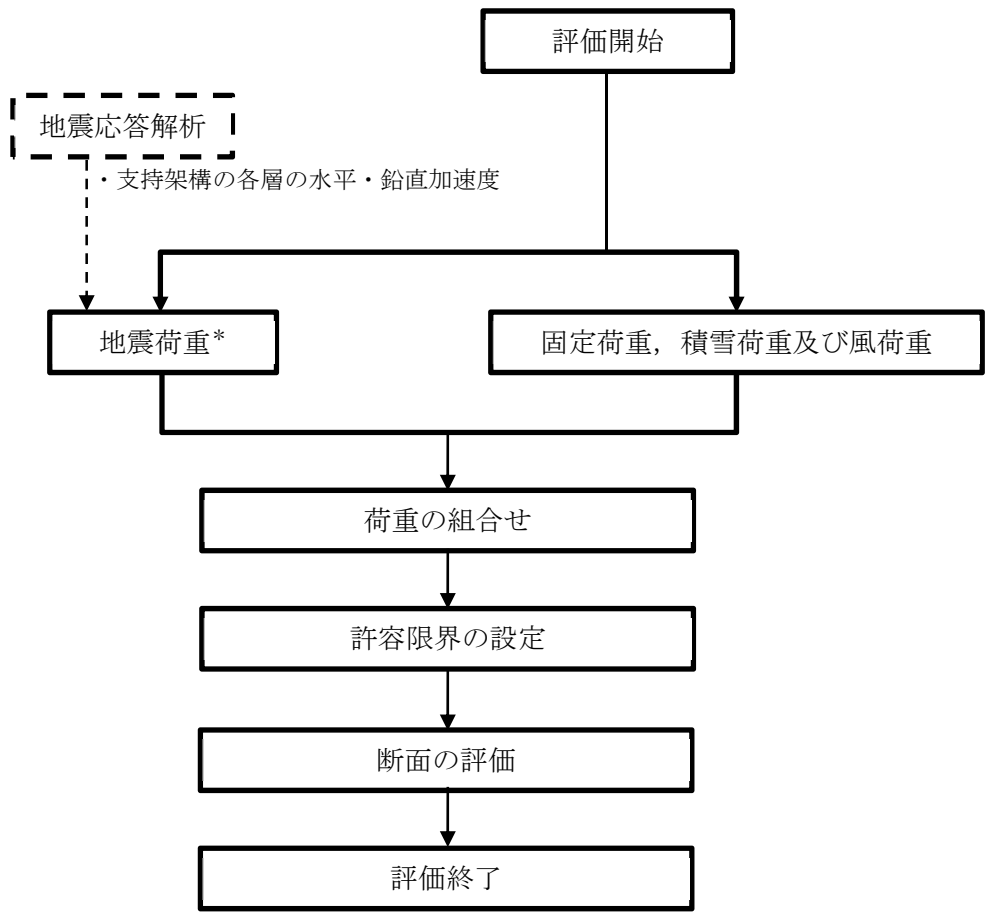 評価開始
地震応答解析
・支持架構の各層の水平・鉛直加速度
地震荷重*
固定荷重，積雪荷重及び風荷重
荷重の組合せ
許容限界の設定
断面の評価
評価終了